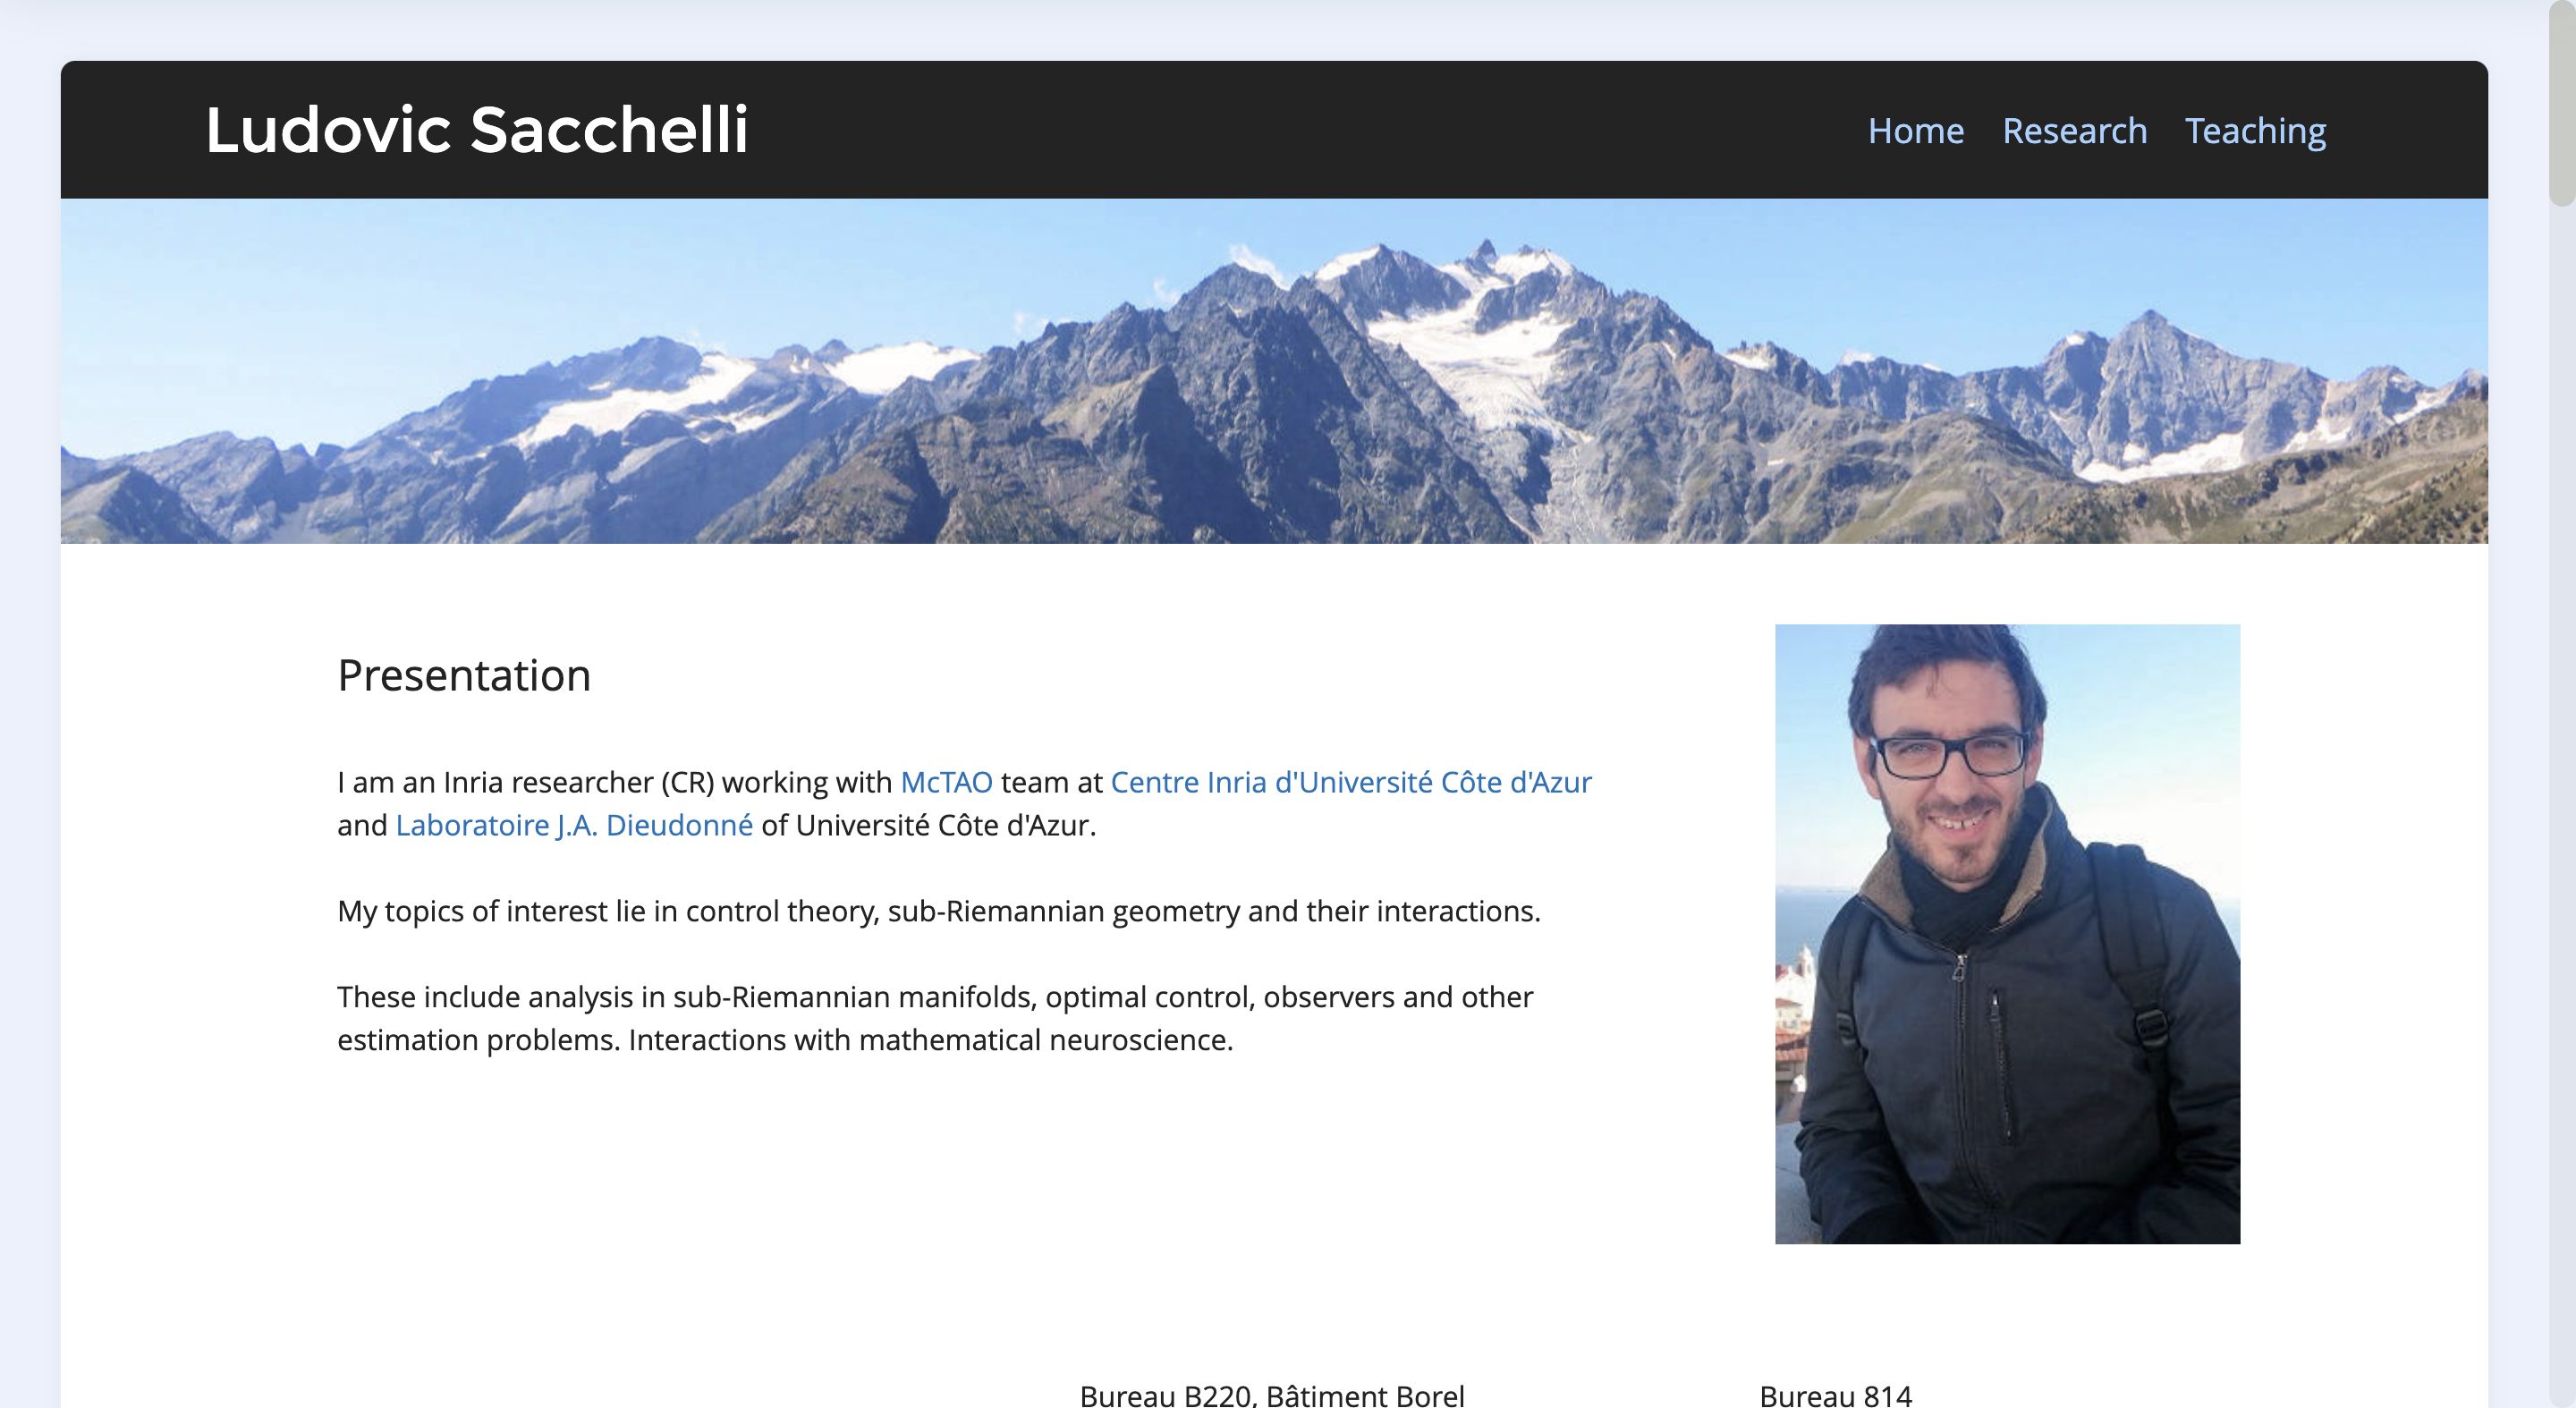 Ludovic Sacchelli
Home Research Teaching
Presentation
I am an Inria researcher (CR) working with McTAO team at Centre Inria d'Université Côte d'Azur
and Laboratoire J.A. Dieudonné of Université Côte d'Azur.
My topics of interest lie in control theory, sub-Riemannian geometry and their interactions.
These include analysis in sub-Riemannian manifolds, optimal control, observers and other
estimation problems. Interactions with mathematical neuroscience.
Bureau B220, Bâtiment Borel
Bureau 814